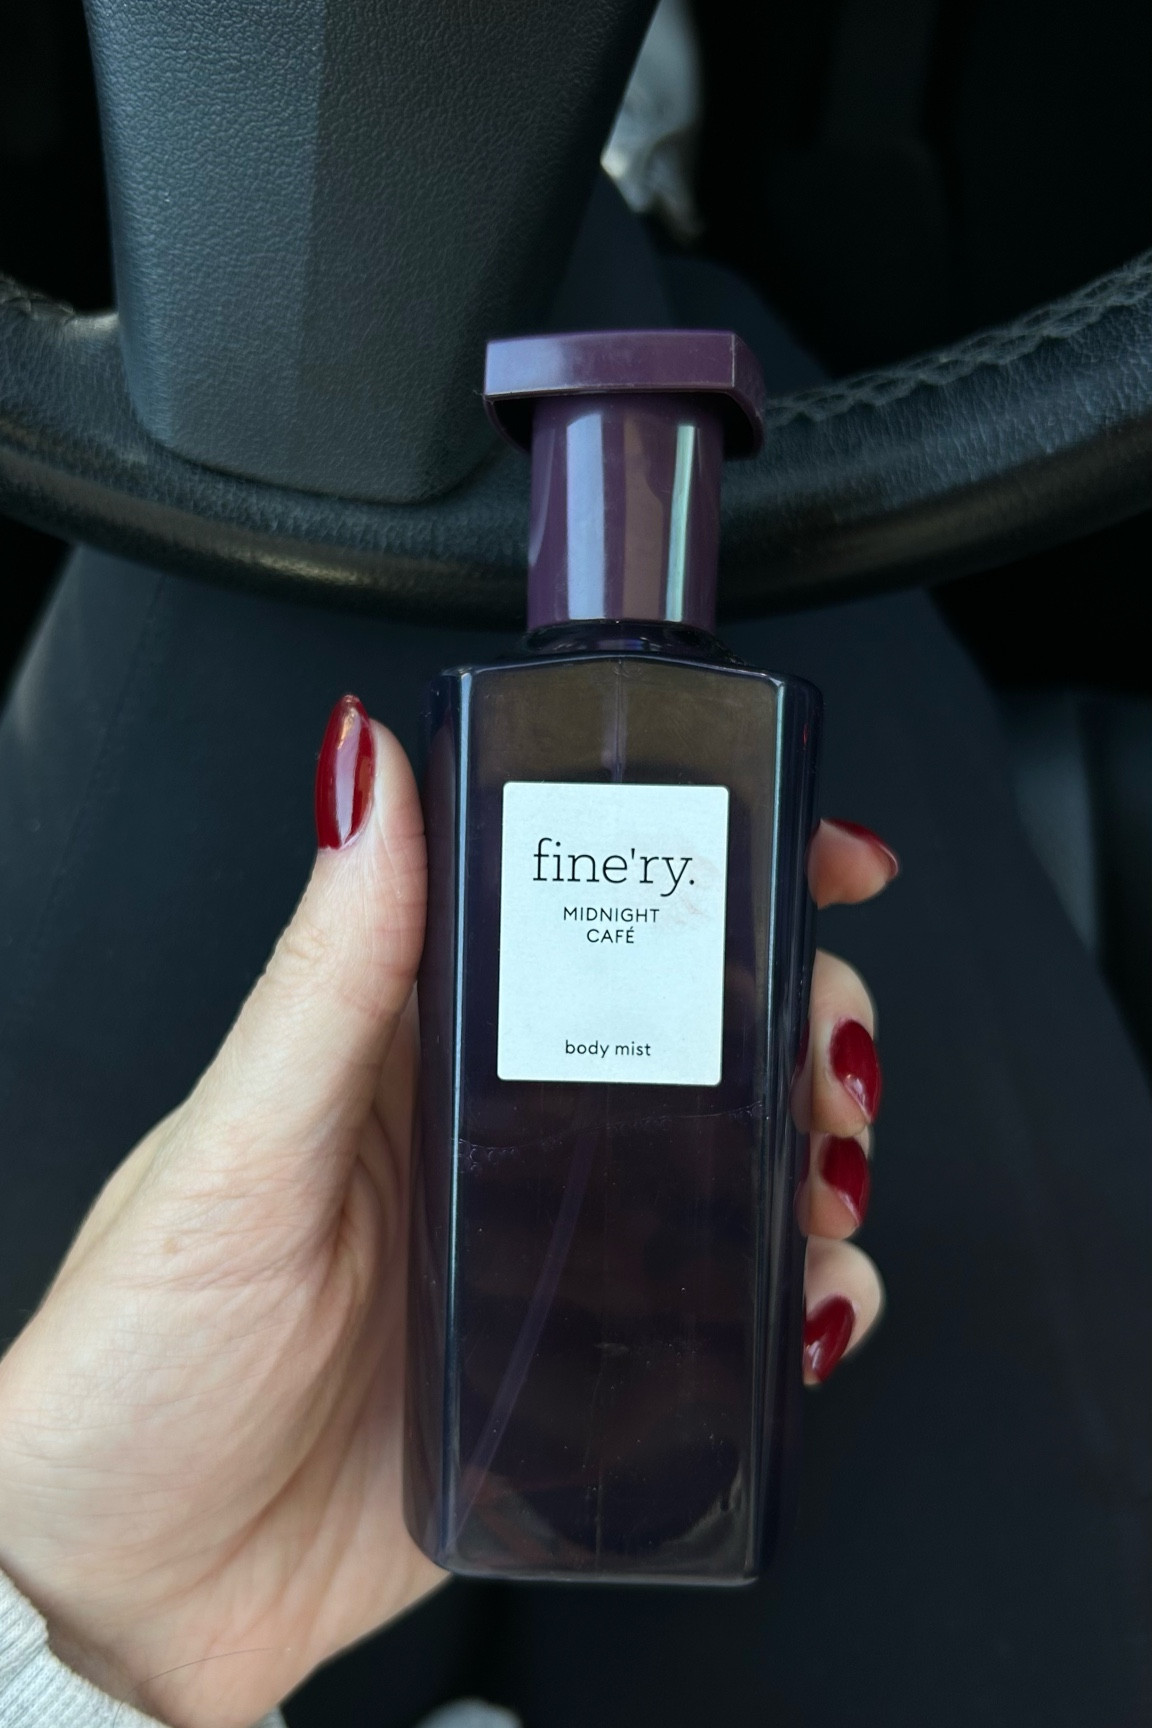 fine'ry.
MIDNIGHT
CAFÉ
body mist